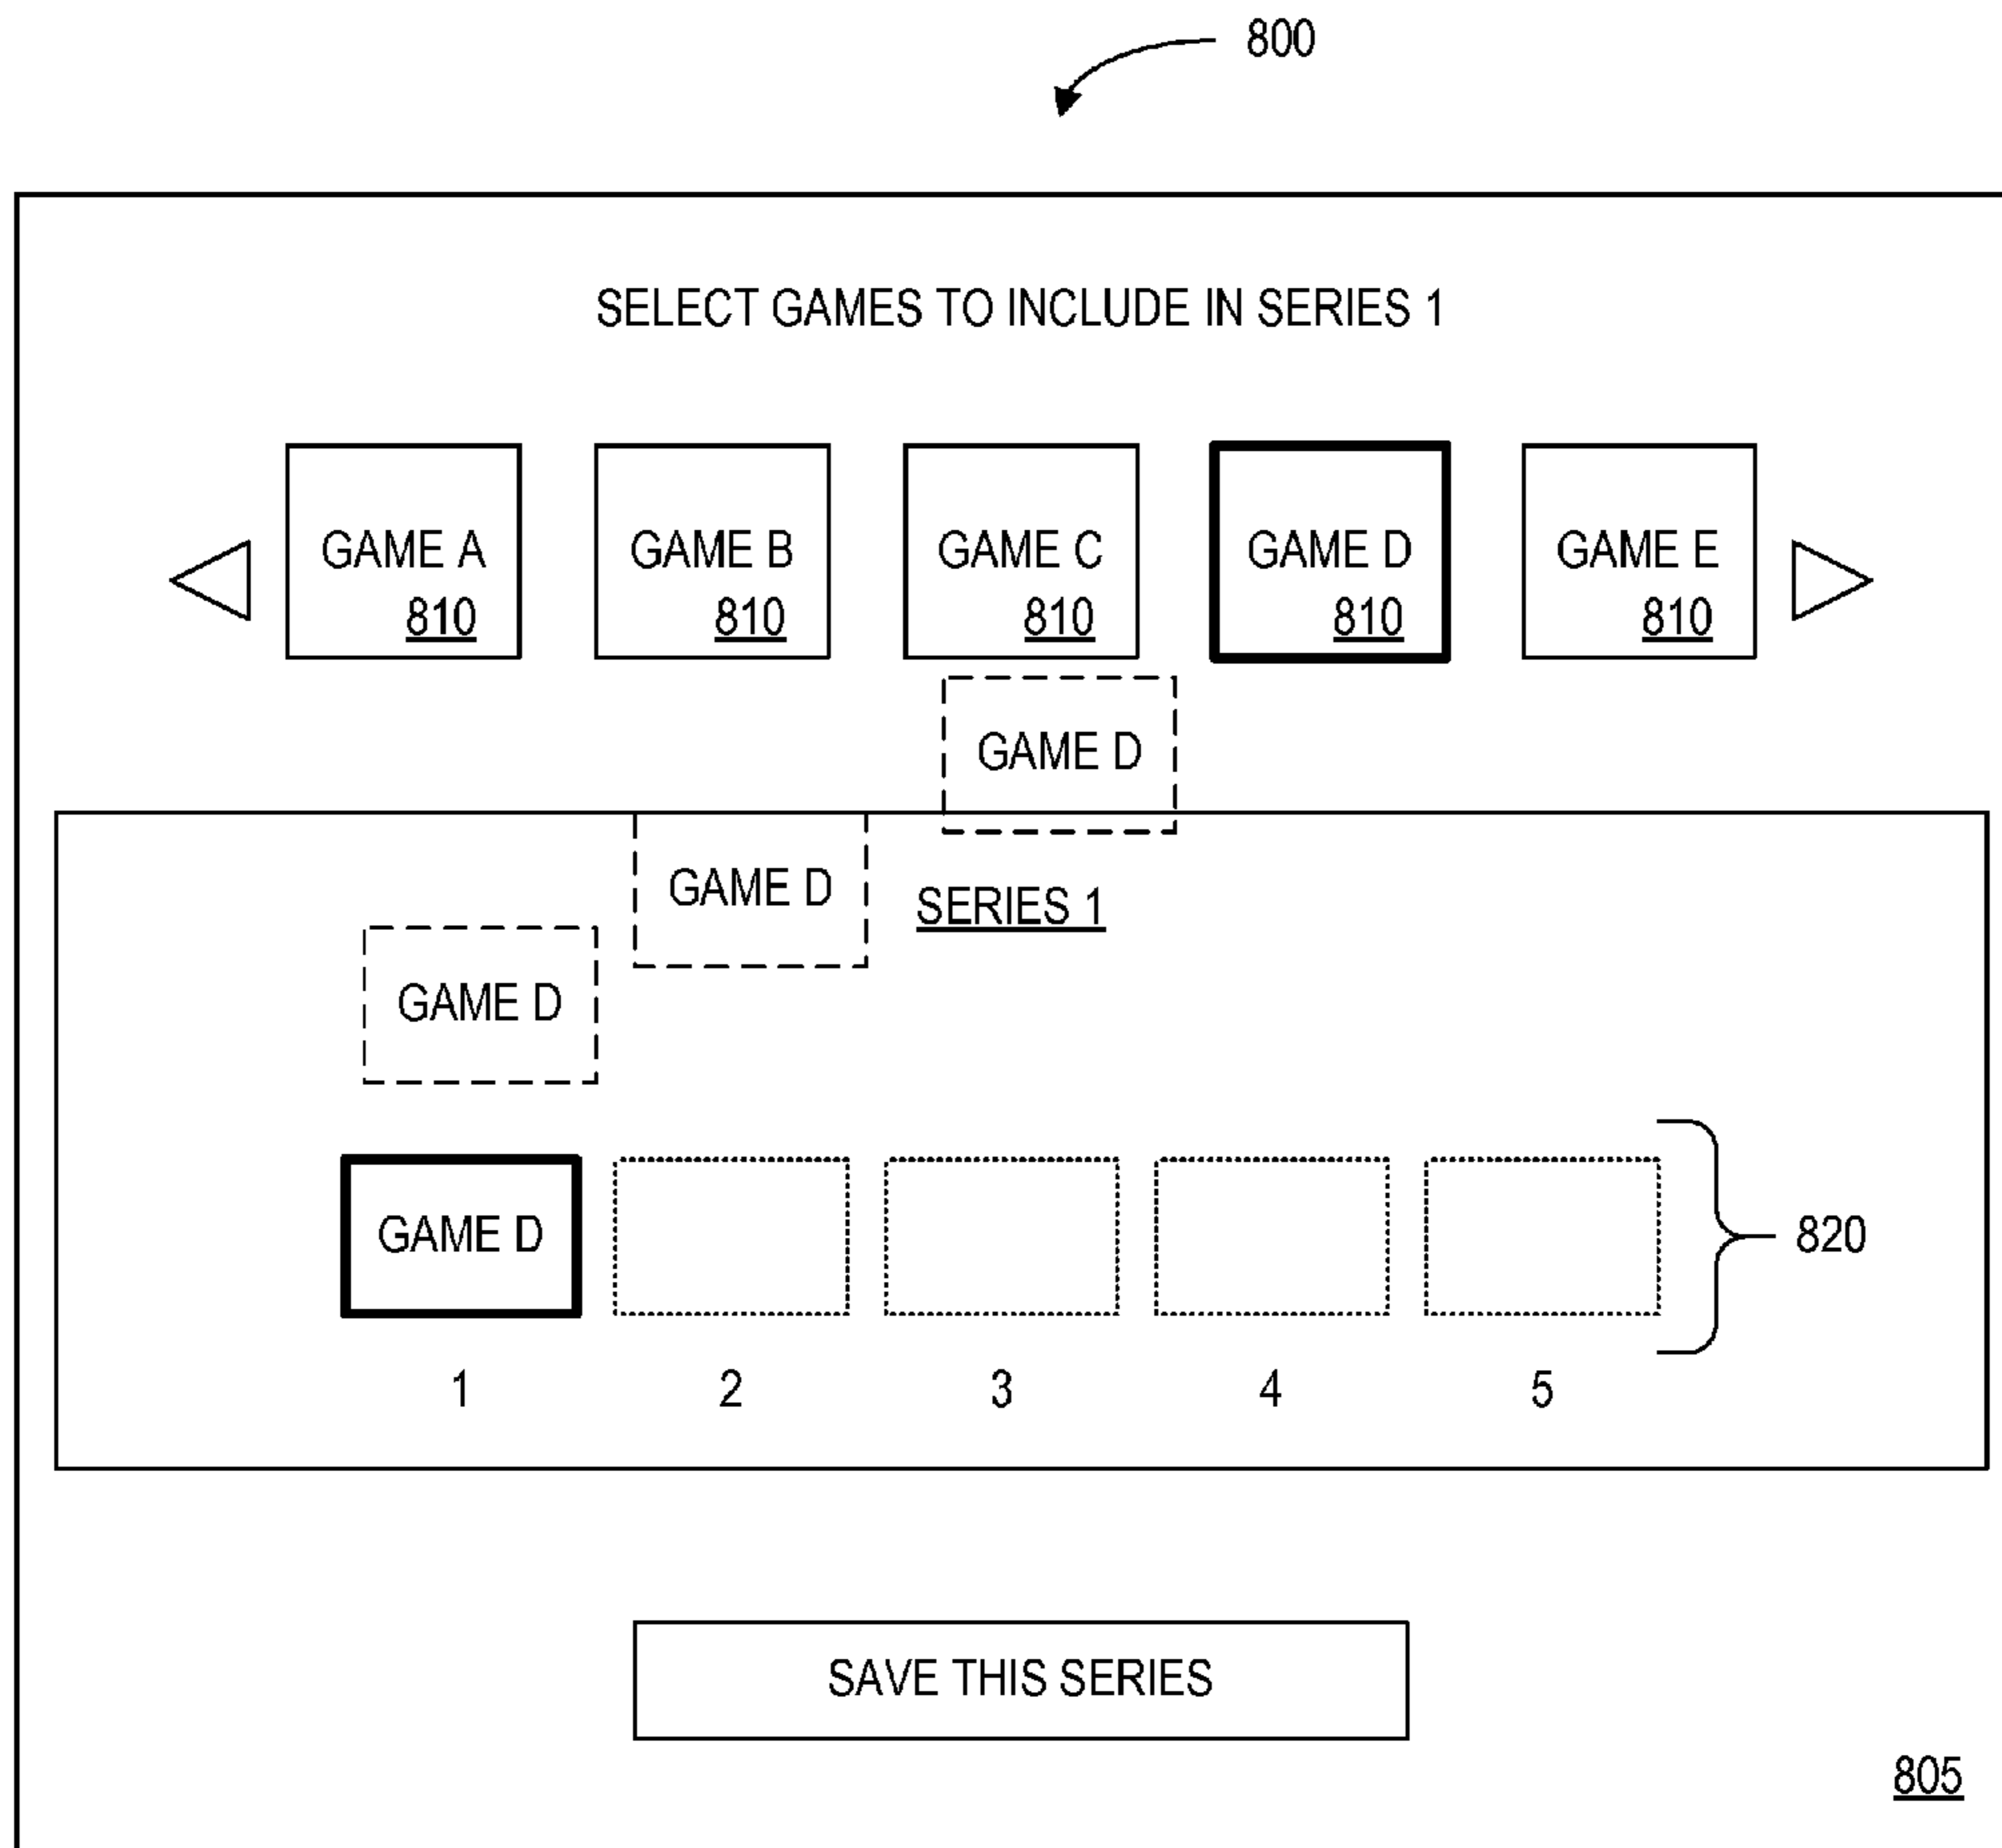 800
SELECT GAMES TO INCLUDE IN SERIES 1
GAME A GAME B GAME C GAME D GAME E
810 810 810 810 810
GAME D
GAME D
SERIES 1
GAME D
GAME D
820
1 2 3 4 5
SAVE THIS SERIES
805